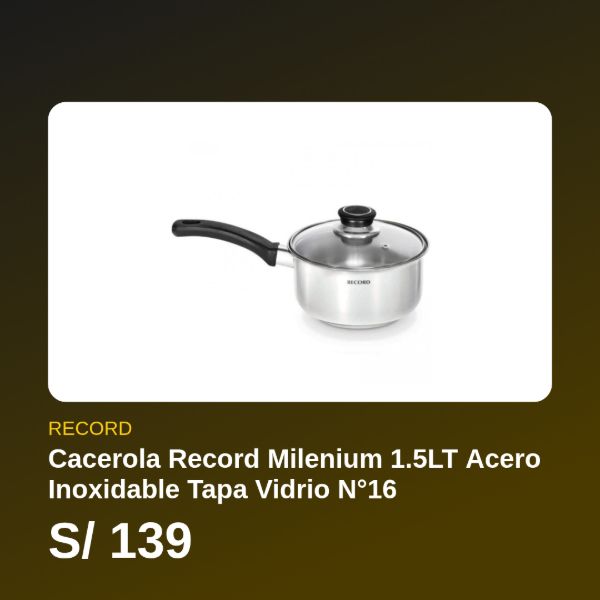 RECORD
RECORD
Cacerola Record Milenium 1.5LT Acero
Inoxidable Tapa Vidrio N°16
S/ 139